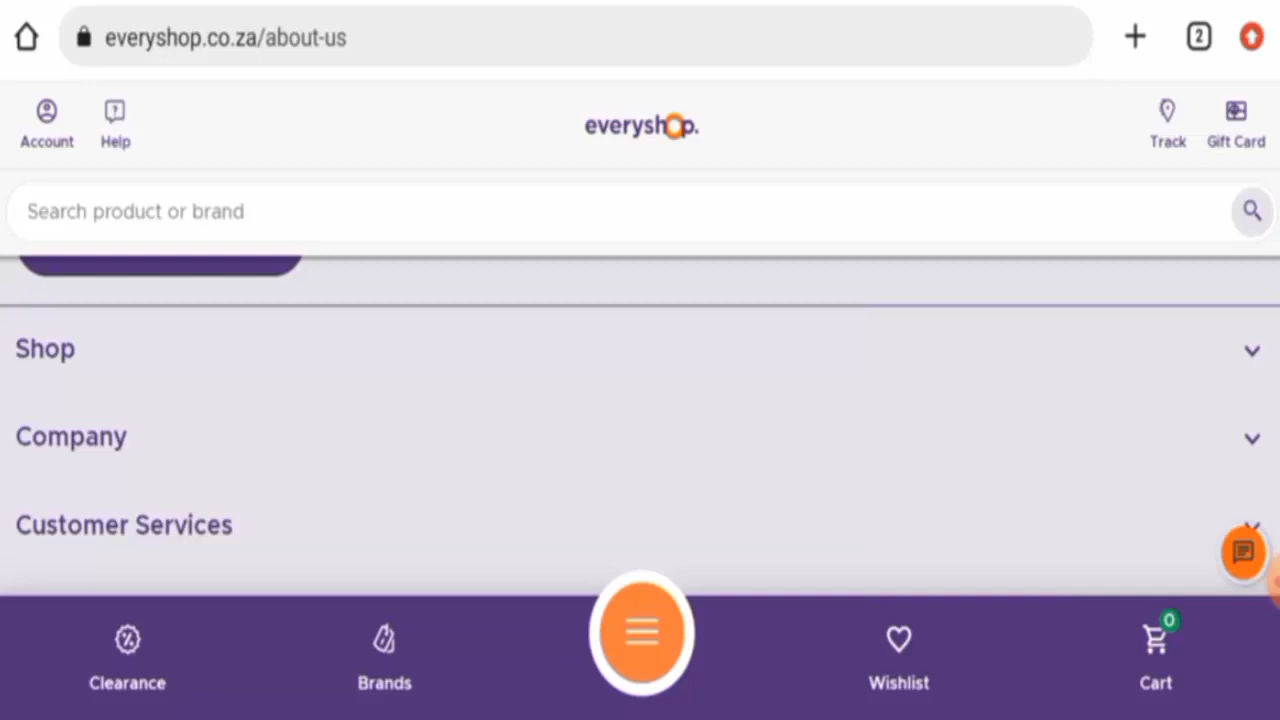 everyshop.co.za/about-us
2
Account
Help
everyshop.
Track
Gift Card
Search product or brand
Shop
Company
Customer Services
0
Clearance
Brands
Wishlist
Cart